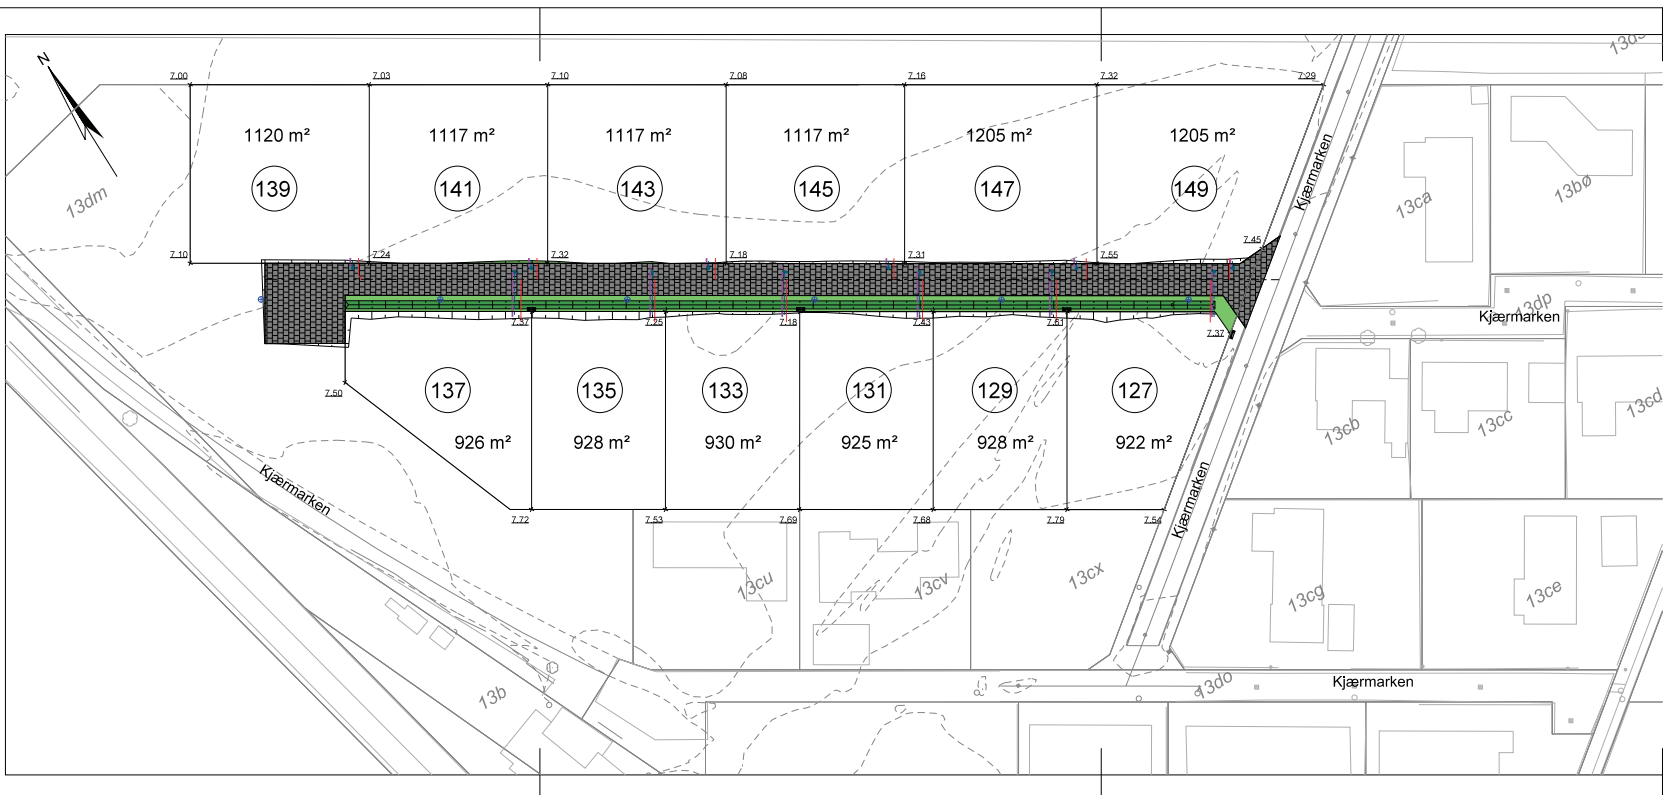 N
7.00
7.03
7.10
7.08
7.16
7.32
7.29
1120 m²
1117 m²
1117 m²
1117 m²
1205 m²
1205 m²
139
141
143
145
147
149
13dm
Kjærmarken
13ca
13bø
7.10
7.24
7.32
7.18
7.31
7.55
7.45
13dp
Kjærmarken
7.37
7.25
7.18
7.43
7.51
7.37
7.50
137
135
133
131
129
127
926 m²
928 m²
930 m²
925 m²
928 m²
922 m²
13cb
13cc
13cd
Kjærmarken
Kjærmarken
7.72
7.53
7.69
7.68
7.79
7.54
13cu
13cv
13cx
13cg
13ce
13b
13do
Kjærmarken